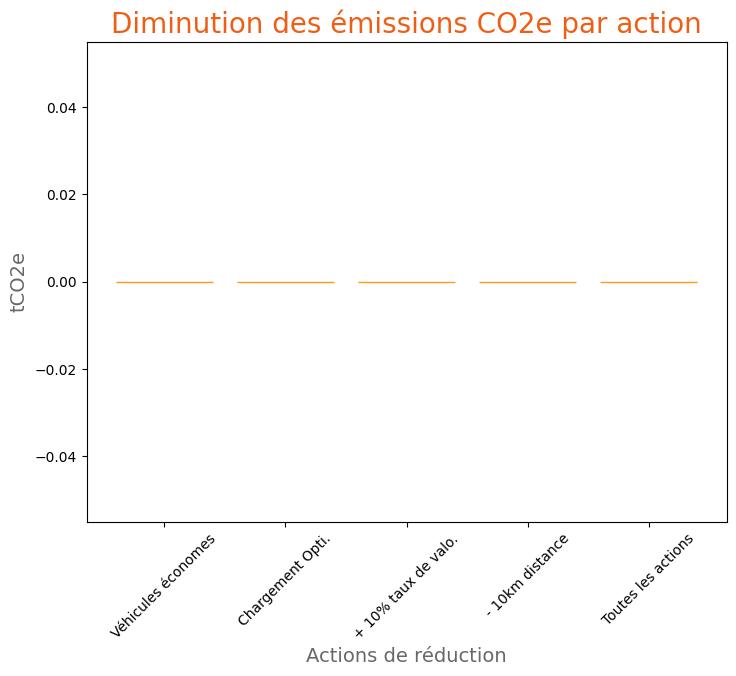 Diminution des émissions CO2e par action
tCO2e
0.04
0.02
0.00
−0.02
−0.04
Véhicules économes
Chargement Opti.
+ 10% taux de valo.
- 10km distance
Toutes les actions
Actions de réduction